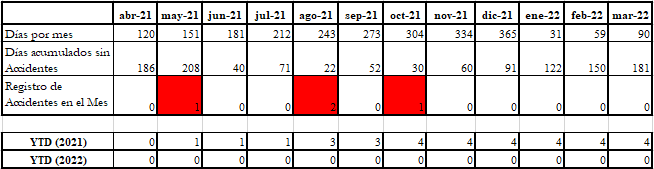 abr-21 may-21 jun-21 jul-21 ago-21 sep-21 oct-21 nov-21 dic-21 ene-22 feb-22 mar-22
Días por mes 120 151 181 212 243 273 304 334 365 31 59 90
Días acumulados sin
Accidentes 186 208 40 71 22 52 30 60 91 122 150 181
Registro de
Accidentes en el Mes 0 1 0 0 2 0 1 0 0 0 0 0
YTD (2021) 0 1 1 1 3 3 4 4 4 4 4 4
YTD (2022) 0 0 0 0 0 0 0 0 0 0 0 0